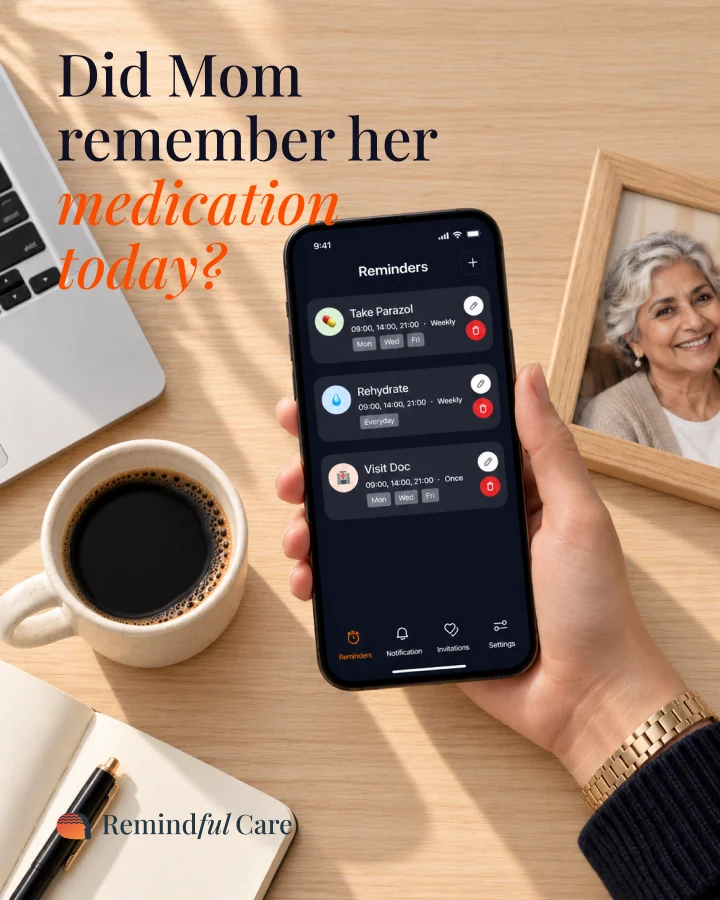 Did Mom
remember her
medication
today?
9:41
Reminders
Take Parazol
09:00, 14:00, 21:00 · Weekly
Mon Wed Fri
Rehydrate
09:00, 14:00, 21:00 · Weekly
Everyday
Visit Doc
09:00, 14:00, 21:00 · Once
Mon Wed Fri
Reminders Notification Invitations Settings
Remindful Care